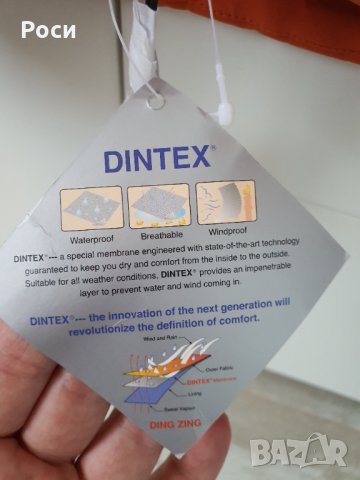 Роси
DINTEX®
Waterproof Breathable Windproof
DINTEX®--- a special membrane engineered with state-of-the-art technology
guaranteed to keep you dry and comfort from the inside to the outside.
Suitable for all weather conditions, DINTEX® provides an impenetrable
layer to prevent water and wind coming in.
DINTEX®--- the innovation of the next generation will
revolutionize the definition of comfort.
Wind and Rain
Outer Fabric
DINTEX® Membrane
Lining
Sweat Vapour
DING ZING
BAZAR